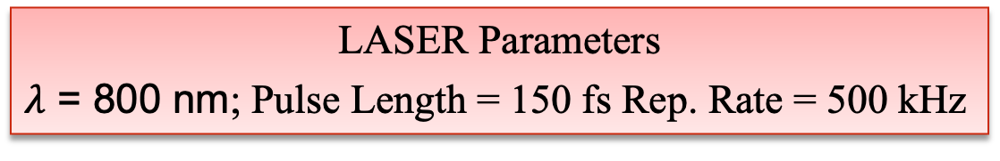 LASER Parameters
λ = 800 nm; Pulse Length = 150 fs Rep. Rate = 500 kHz